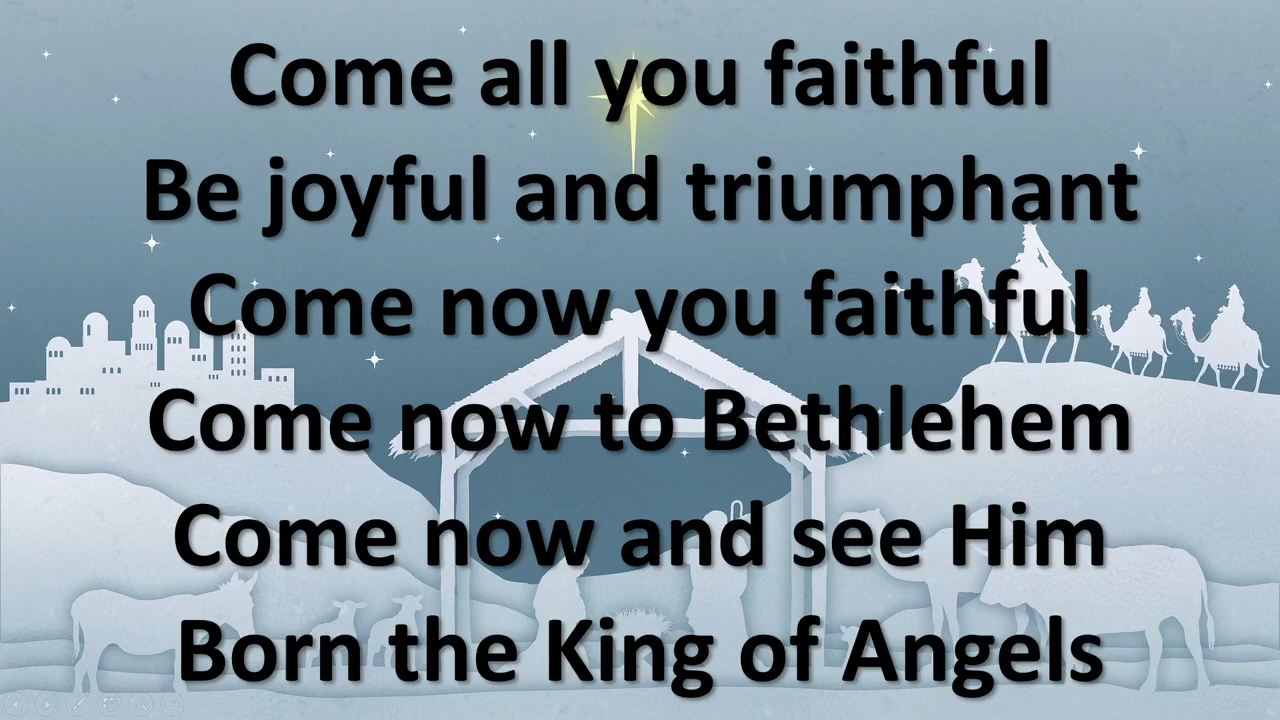 Come all you faithful
Be joyful and triumphant
Come now you faithful
Come now to Bethlehem
Come now and see Him
Born the King of Angels